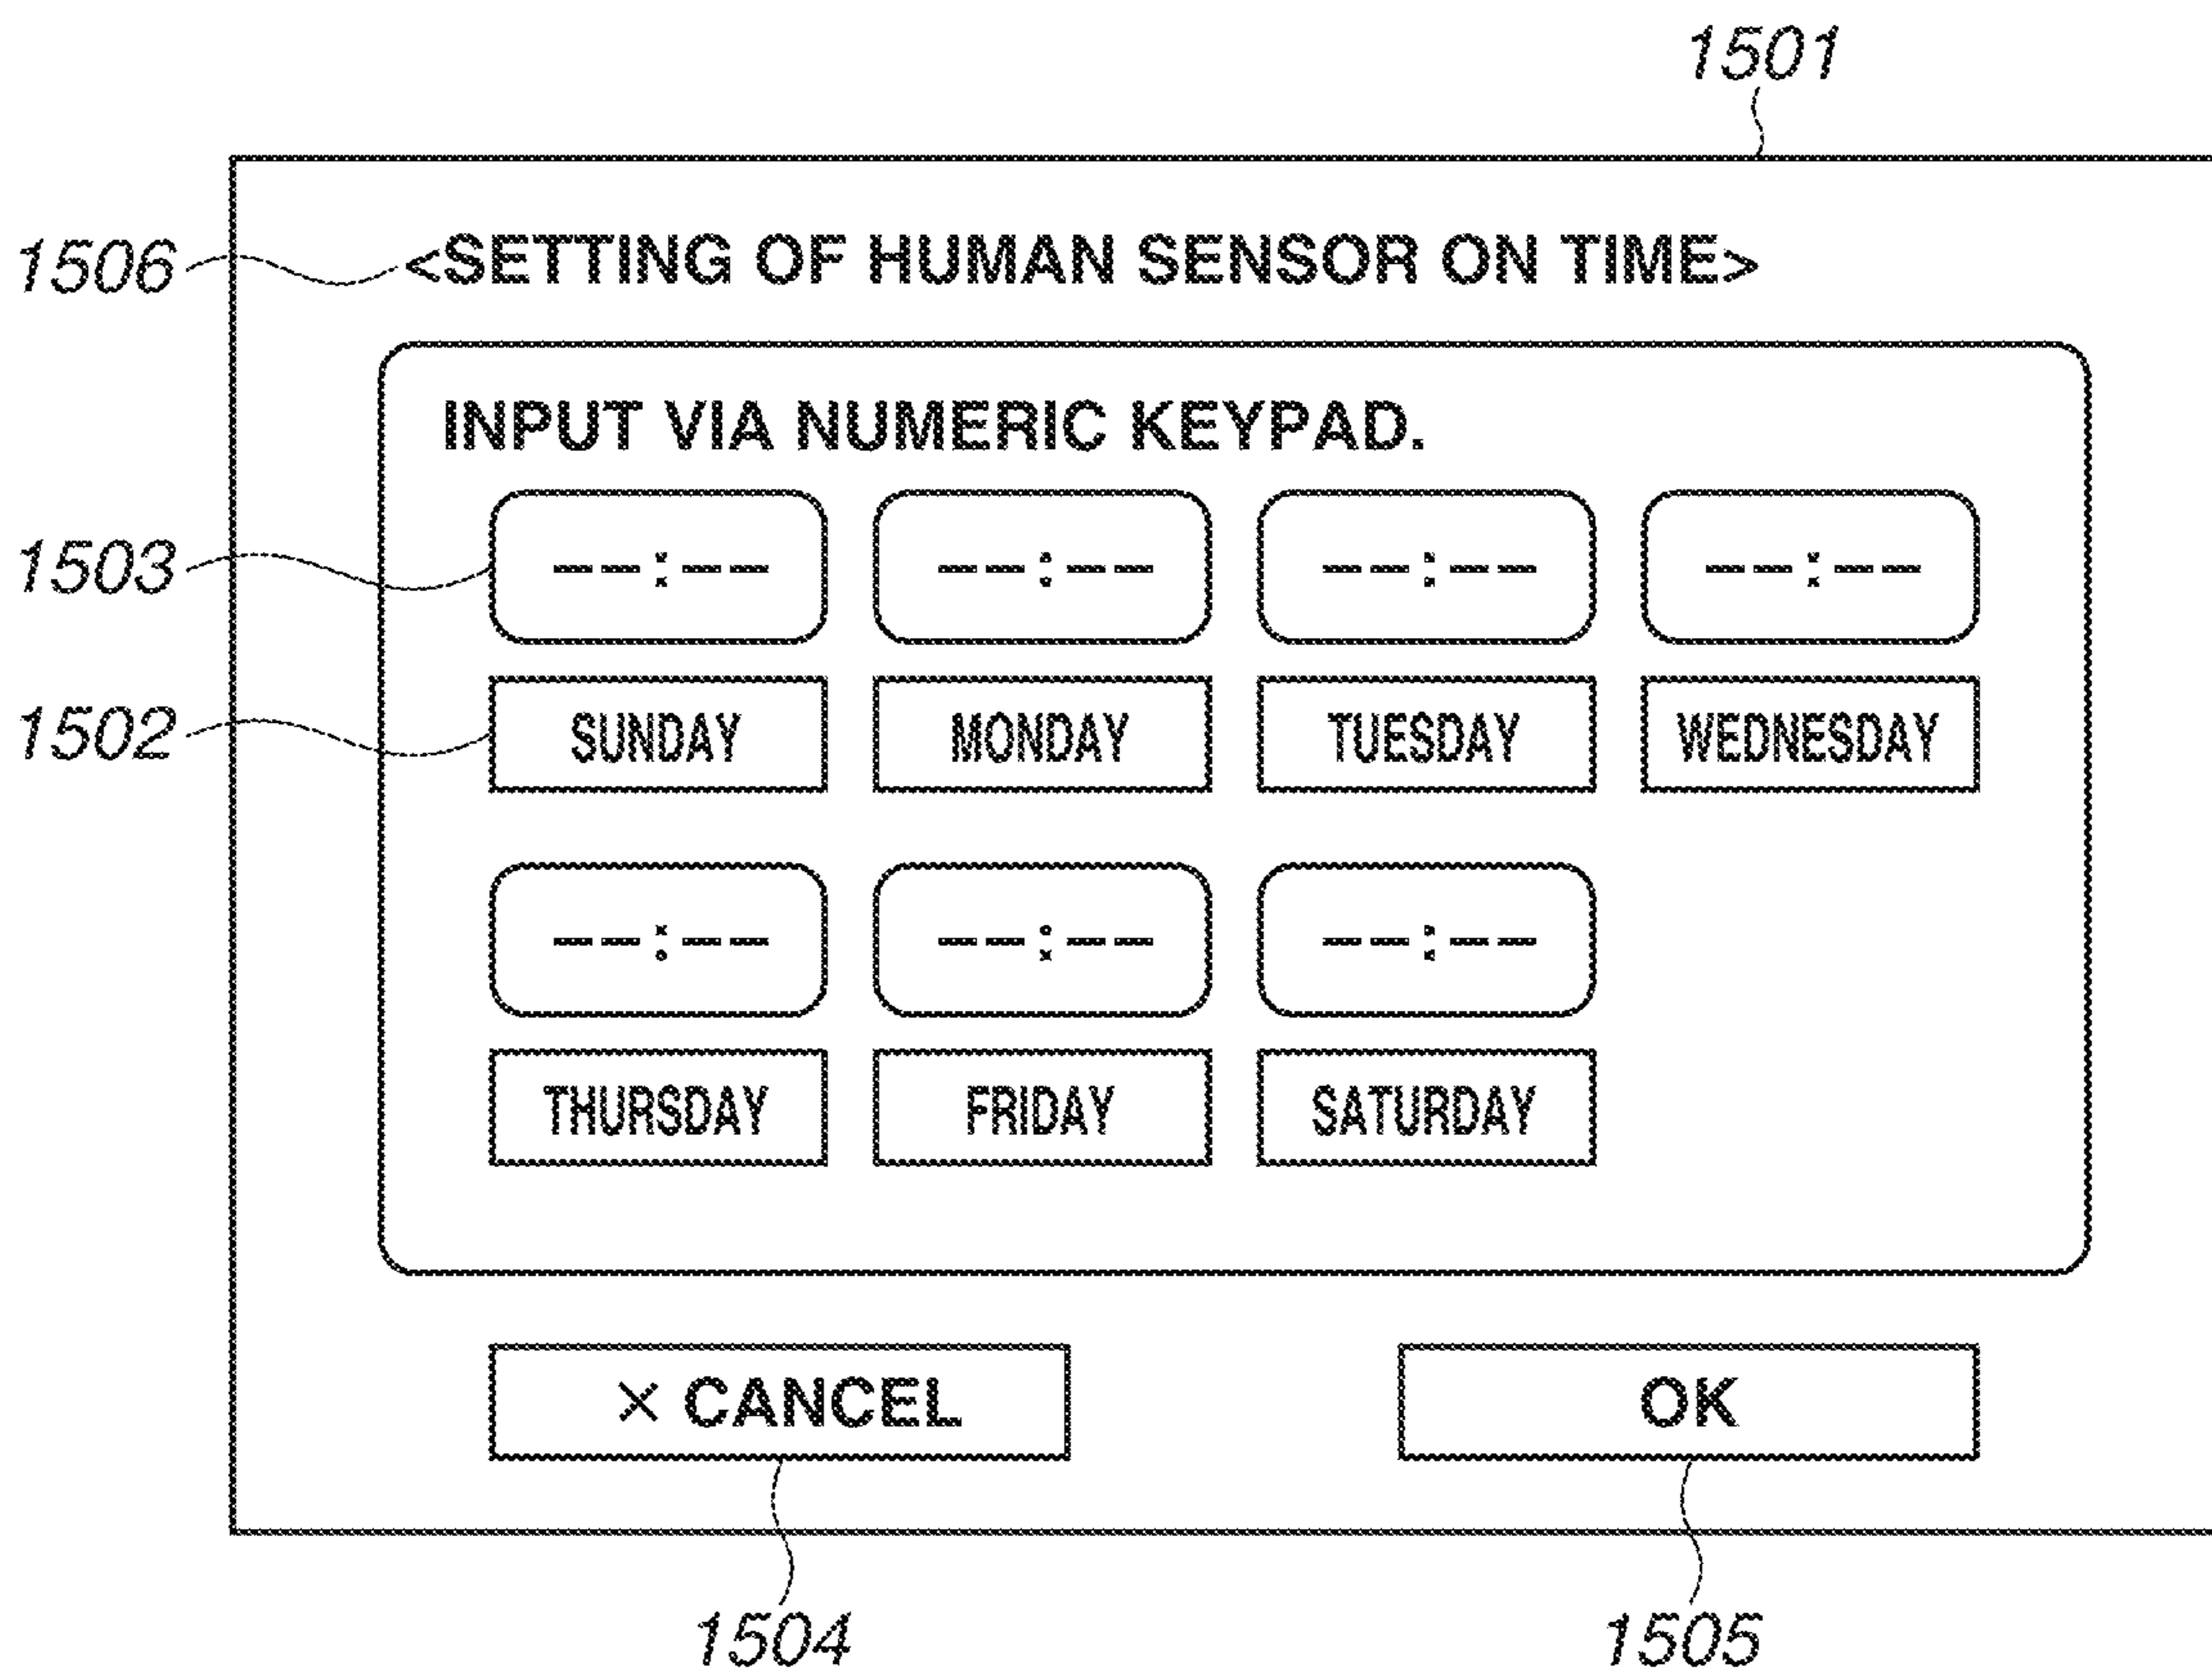 1501
1506 <SETTING OF HUMAN SENSOR ON TIME>
INPUT VIA NUMERIC KEYPAD.
1503 --:-- --:-- --:-- --:--
1502 SUNDAY MONDAY TUESDAY WEDNESDAY
--:-- --:-- --:--
THURSDAY FRIDAY SATURDAY
× CANCEL OK
1504 1505